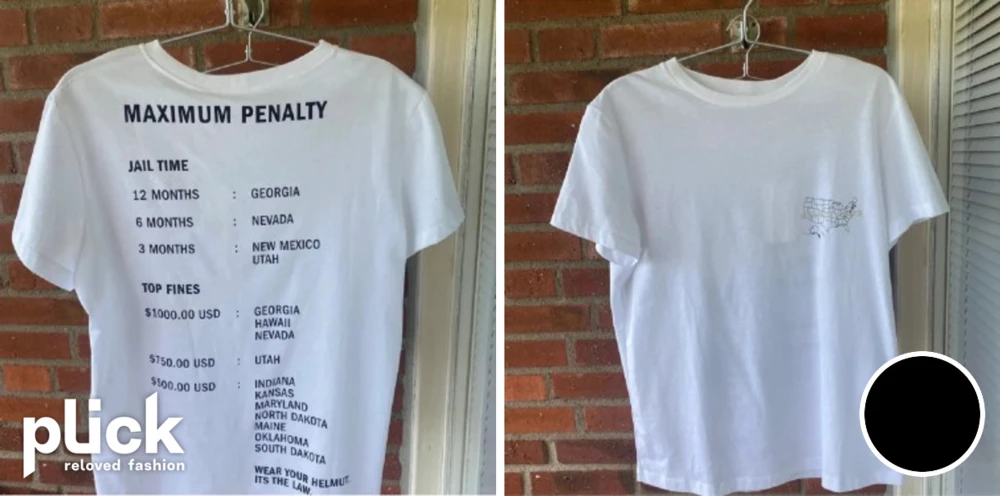 MAXIMUM PENALTY
JAIL TIME
12 MONTHS : GEORGIA
6 MONTHS : NEVADA
3 MONTHS : NEW MEXICO
UTAH
TOP FINES
$1000.00 USD : GEORGIA
HAWAII
NEVADA
$750.00 USD : UTAH
$500.00 USD : INDIANA
KANSAS
MARYLAND
NORTH DAKOTA
MAINE
OKLAHOMA
SOUTH DAKOTA
WEAR YOUR HELMUT.
ITS THE LAW.
plick
reloved fashion